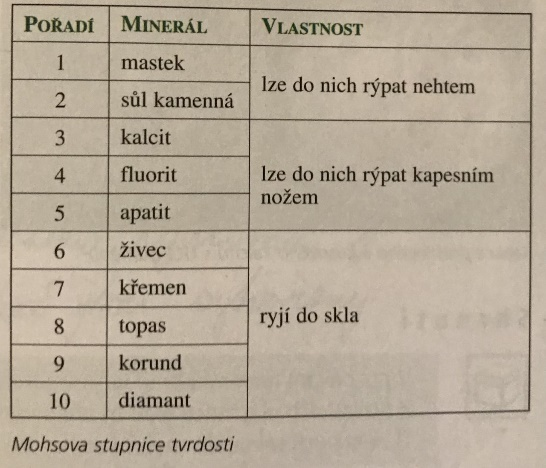 POŘADÍ MINERÁL VLASTNOST
1 mastek
lze do nich rýpat nehtem
2 sůl kamenná
3 kalcit
4 fluorit lze do nich rýpat kapesním
nožem
5 apatit
6 živec
7 křemen
ryjí do skla
8 topas
9 korund
10 diamant
Mohsova stupnice tvrdosti